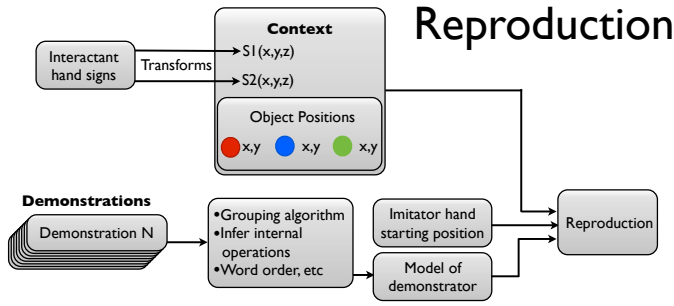 Reproduction
Context
Interactant
hand signs
Transforms
S1(x,y,z)
S2(x,y,z)
Object Positions
x,y
x,y
x,y
Demonstrations
Demonstration N
•Grouping algorithm
•Infer internal
operations
•Word order, etc
Imitator hand
starting position
Model of
demonstrator
Reproduction